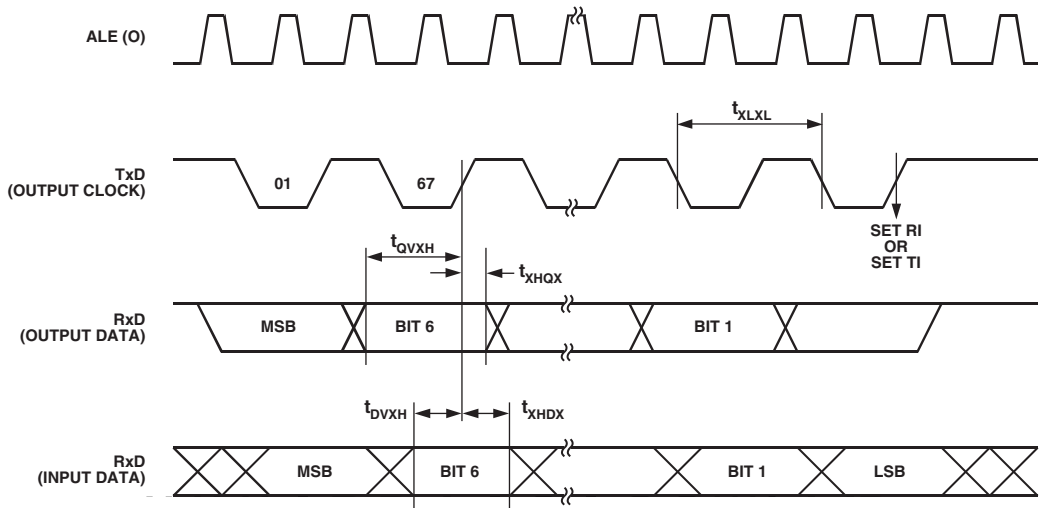 ALE (O)
tXLXL
TxD
(OUTPUT CLOCK)
01
67
SET RI
OR
SET TI
tQVXH
tXHQX
RxD
(OUTPUT DATA)
MSB
BIT 6
BIT 1
tDVXH
tXHDX
RxD
(INPUT DATA)
MSB
BIT 6
BIT 1
LSB